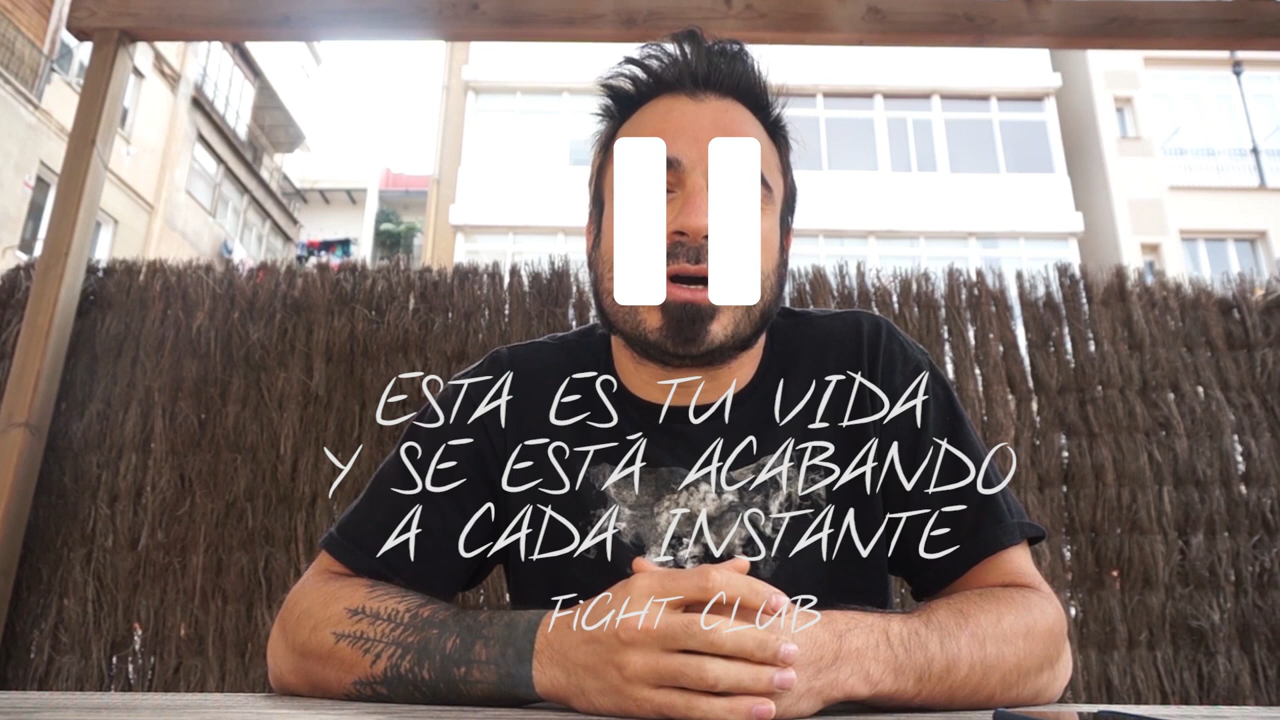 ESTA ES TU VIDA
Y SE ESTÁ ACABANDO
A CADA INSTANTE
FiGHT CLUB